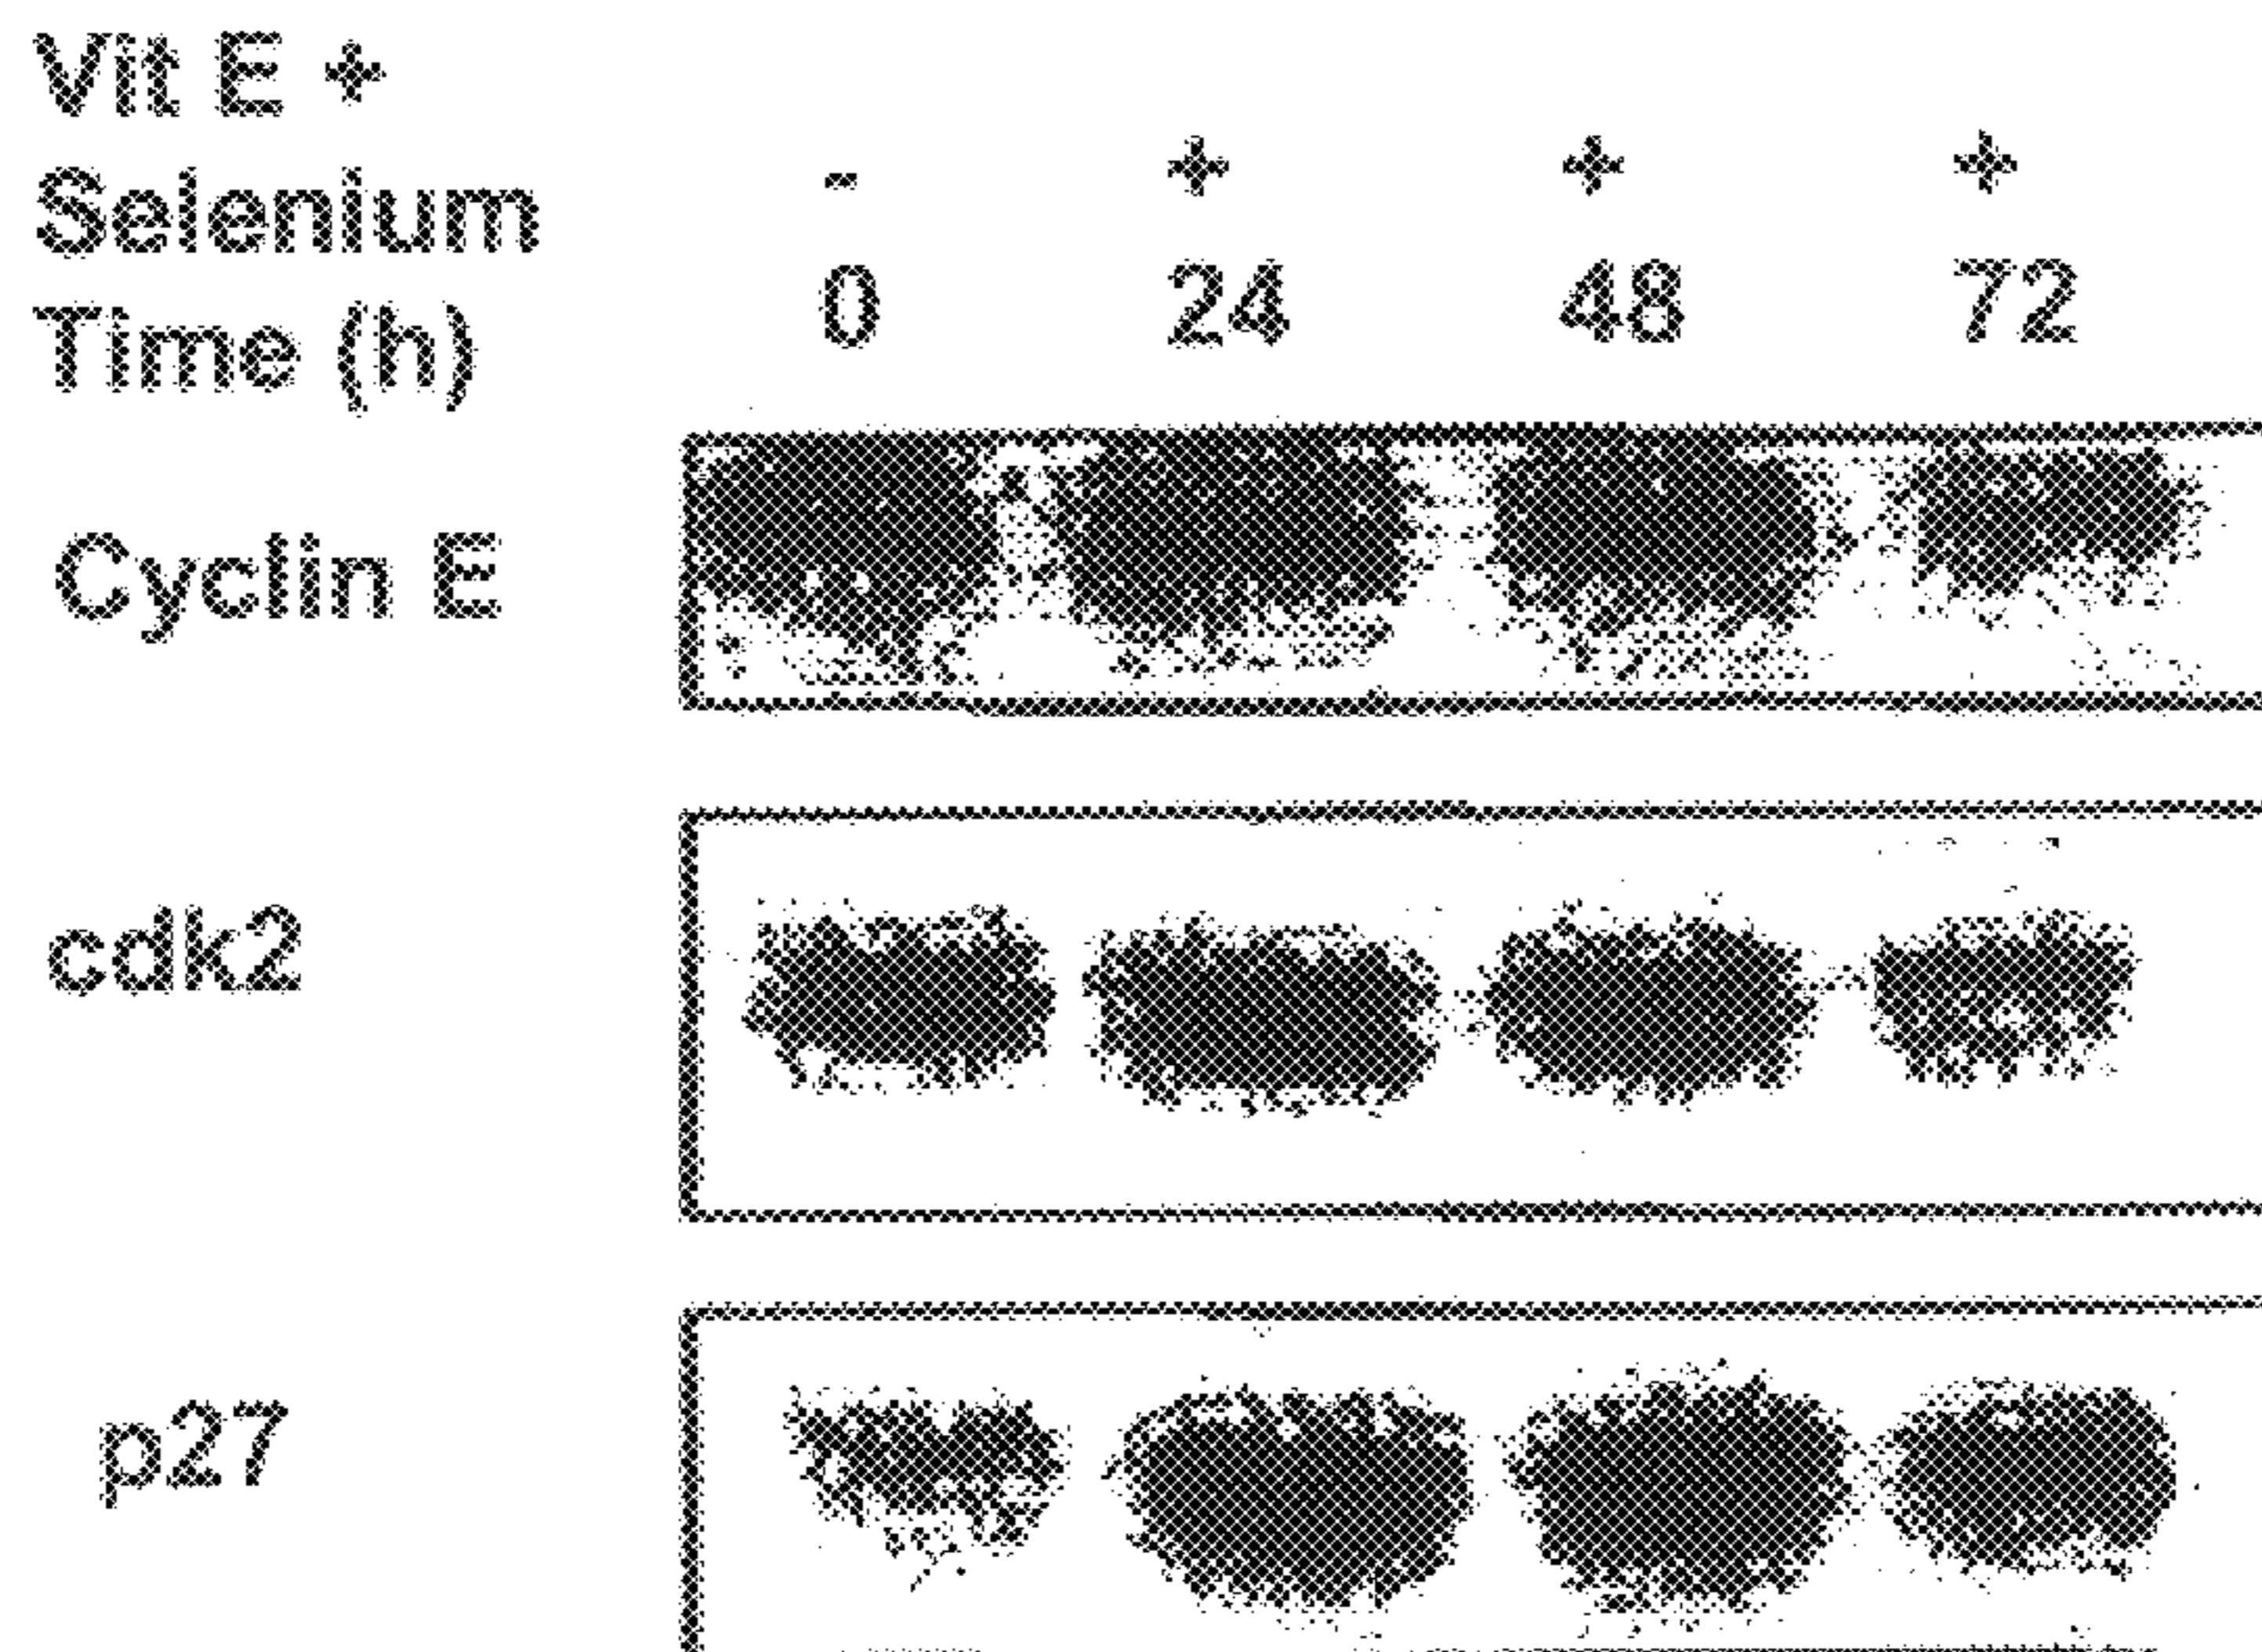 Vit E +
Selenium - + + +
Time (h) 0 24 48 72
Cyclin E
cdk2
p27